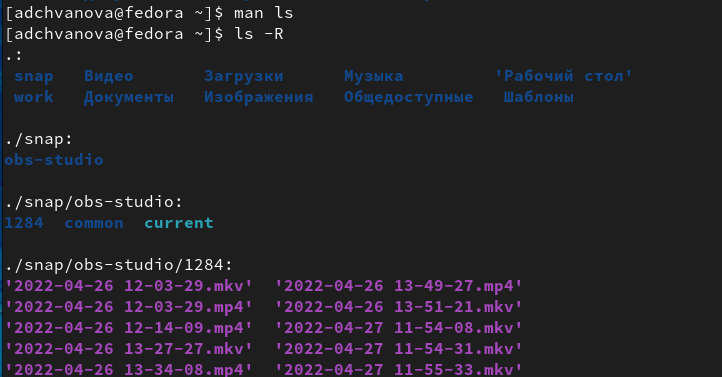 [adchvanova@fedora ~]$ man ls
[adchvanova@fedora ~]$ ls -R
.:
snap Видео Загрузки Музыка 'Рабочий стол'
work Документы Изображения Общедоступные Шаблоны
./snap:
obs-studio
./snap/obs-studio:
1284 common current
./snap/obs-studio/1284:
'2022-04-26 12-03-29.mkv' '2022-04-26 13-49-27.mp4'
'2022-04-26 12-03-29.mp4' '2022-04-26 13-51-21.mkv'
'2022-04-26 12-14-09.mp4' '2022-04-27 11-54-08.mkv'
'2022-04-26 13-27-27.mkv' '2022-04-27 11-54-31.mkv'
'2022-04-26 13-34-08.mp4' '2022-04-27 11-55-33.mkv'